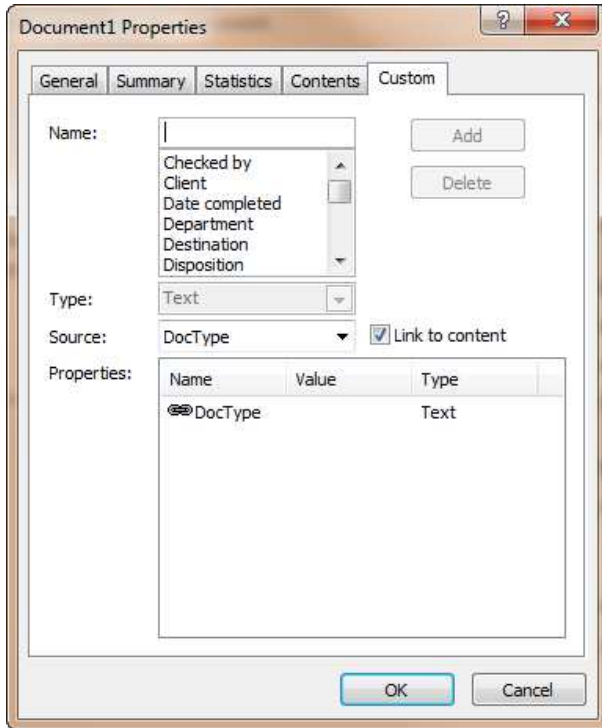 Document1 Properties
General Summary Statistics Contents Custom
Name:
Add
Checked by
Client
Date completed
Department
Destination
Disposition
Delete
Type: Text
Source: DocType Link to content
Properties: Name Value Type
DocType Text
OK Cancel